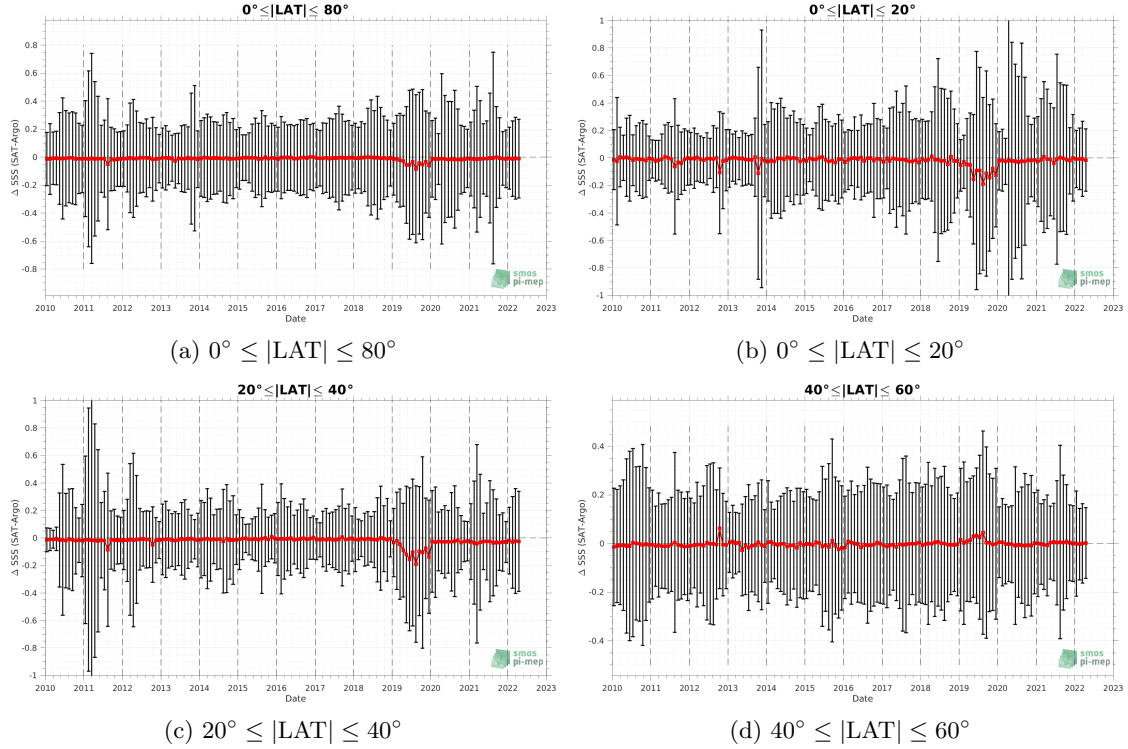 0°≤|LAT|≤ 80°
Δ SSS (SAT-Argo)
0.8
0.6
0.4
0.2
0
-0.2
-0.4
-0.6
-0.8
2010 2011 2012 2013 2014 2015 2016 2017 2018 2019 2020 2021 2022 2023
Date
smos
pi-mep
(a) 0° ≤ |LAT| ≤ 80°
0°≤|LAT|≤ 20°
Δ SSS (SAT-Argo)
1
0.8
0.6
0.4
0.2
0
-0.2
-0.4
-0.6
-0.8
-1
2010 2011 2012 2013 2014 2015 2016 2017 2018 2019 2020 2021 2022 2023
Date
smos
pi-mep
(b) 0° ≤ |LAT| ≤ 20°
20°≤|LAT|≤ 40°
Δ SSS (SAT-Argo)
1
0.8
0.6
0.4
0.2
0
-0.2
-0.4
-0.6
-0.8
-1
2010 2011 2012 2013 2014 2015 2016 2017 2018 2019 2020 2021 2022 2023
Date
smos
pi-mep
(c) 20° ≤ |LAT| ≤ 40°
40°≤|LAT|≤ 60°
Δ SSS (SAT-Argo)
0.4
0.2
0
-0.2
-0.4
2010 2011 2012 2013 2014 2015 2016 2017 2018 2019 2020 2021 2022 2023
Date
smos
pi-mep
(d) 40° ≤ |LAT| ≤ 60°